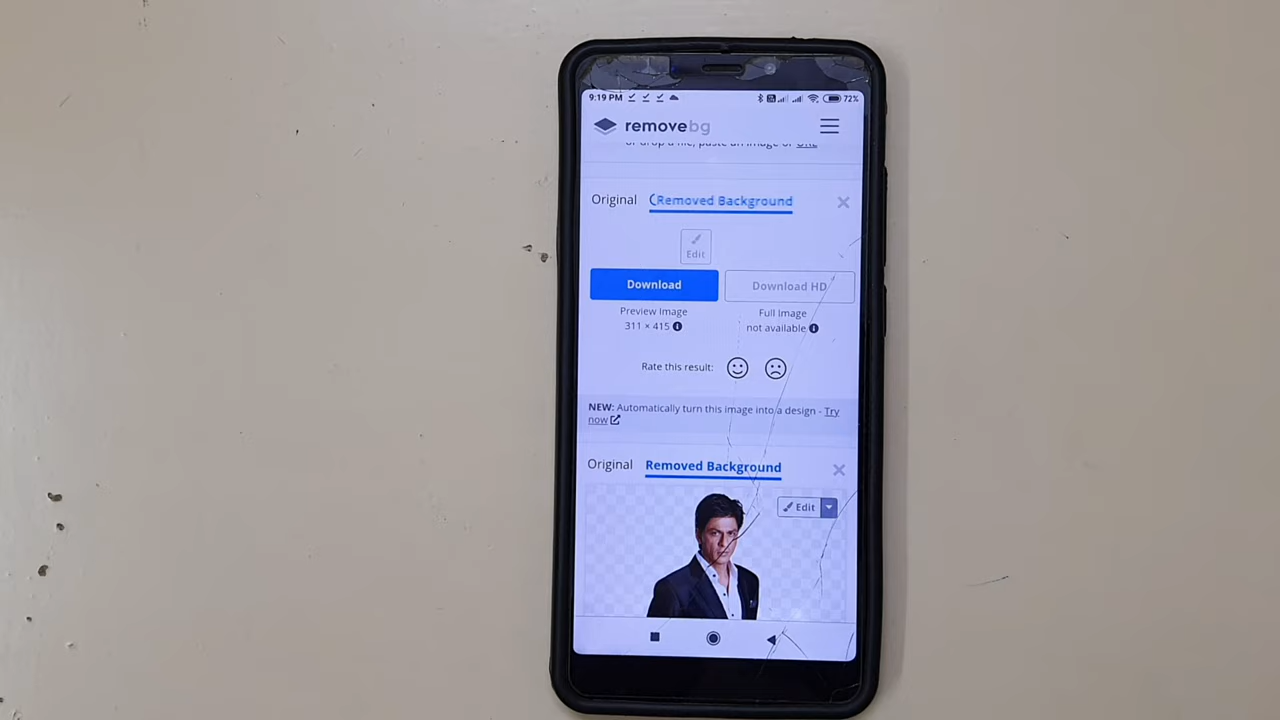 9:19 PM
72%
removebg
or drop a file, paste an image or URL
Original
Removed Background
Edit
Download
Download HD
Preview Image
Full Image
311 × 415
not available
Rate this result:
NEW: Automatically turn this image into a design - Try
now
Original
Removed Background
Edit